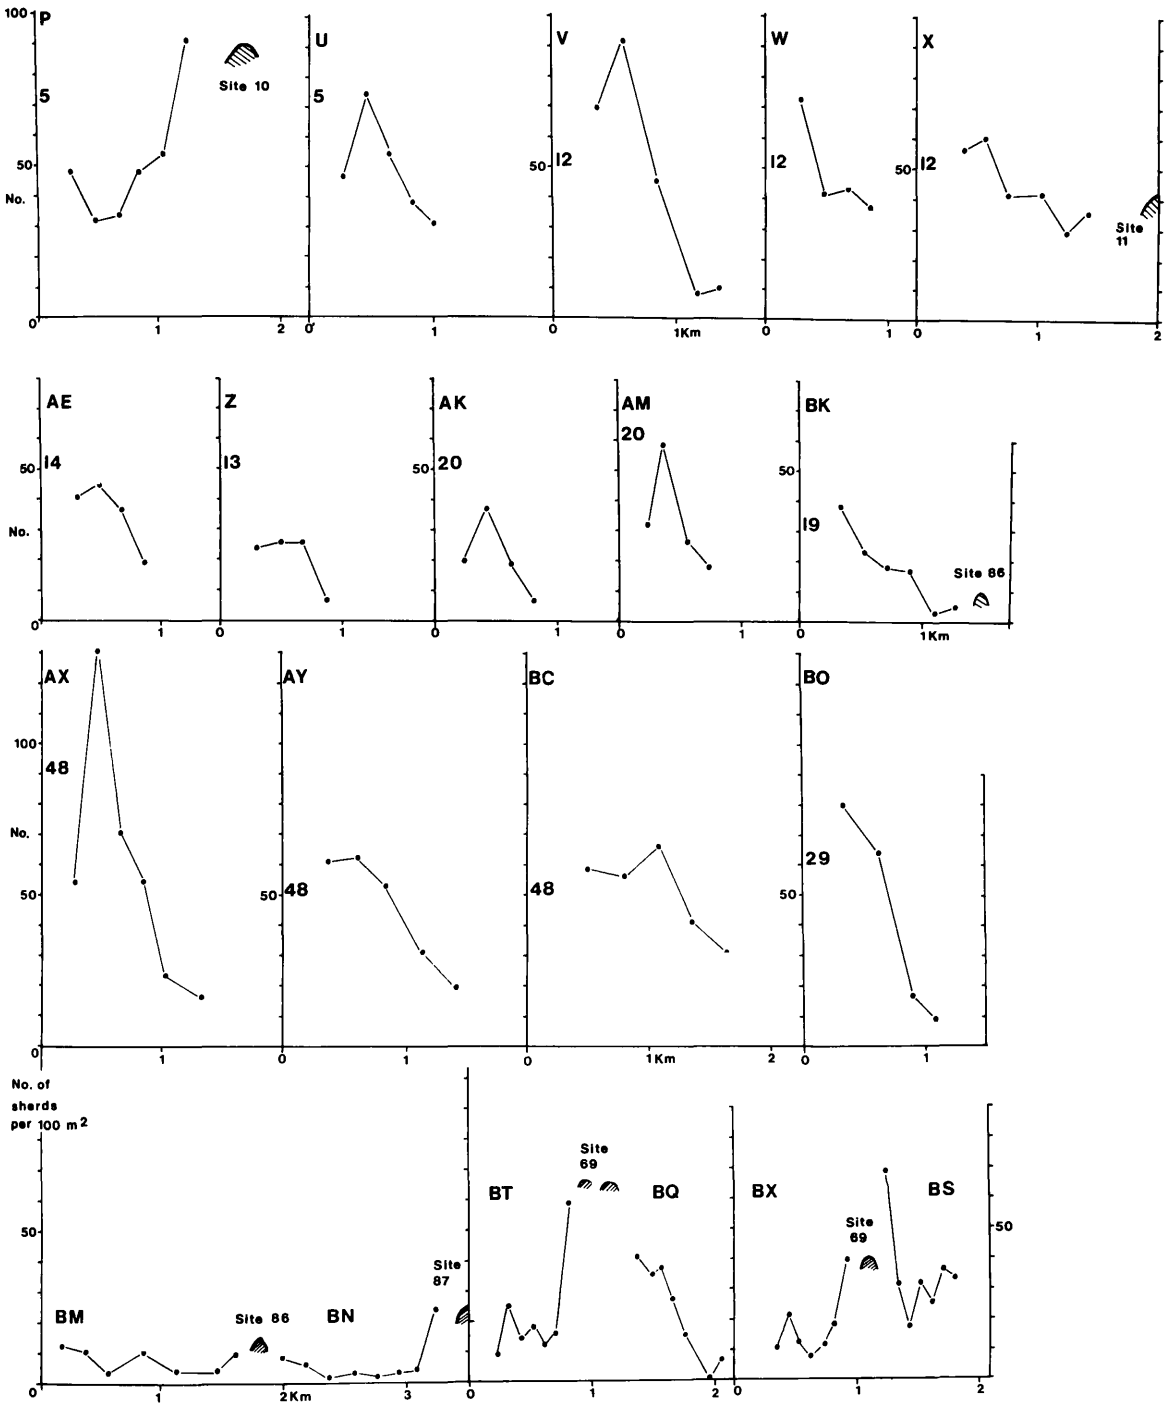 100
P
U
V
W
X
5
5
Site 10
50
50 12
12
50 12
No.
Site
11
0
1
2
0
1
0
1Km
0
1
0
1
2
AE
Z
AK
AM
BK
20
50 14
13
50 20
50
19
No.
Site 86
0
1
0
1
0
1
0
1
0
1Km
AX
AY
BC
BO
100
48
No.
29
50
50 48
48
50
0
1
0
1
0
1Km
2
0
1
No. of
sherds
per 100 m2
Site
69
BT
BQ
BX
BS
50
Site
69
50
Site
87
BM
Site 86
BN
0
1
2Km
3
0
1
2
0
1
2